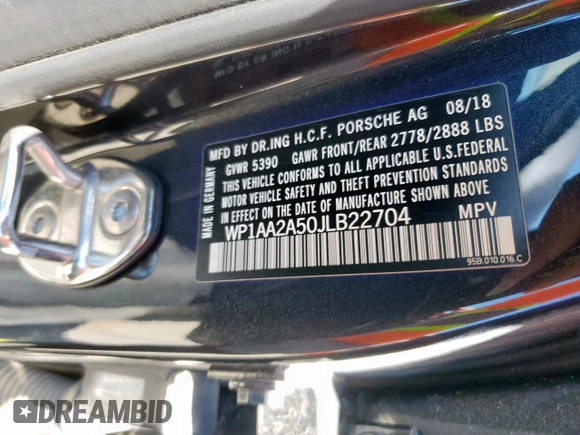 MFD BY DR.ING H.C.F. PORSCHE AG 08/18
GVWR 5390 GAWR FRONT/REAR 2778/2888 LBS
THIS VEHICLE CONFORMS TO ALL APPLICABLE U.S.FEDERAL
MOTOR VEHICLE SAFETY AND THEFT PREVENTION STANDARDS
IN EFFECT ON THE DATE OF MANUFACTURE SHOWN ABOVE
WP1AA2A50JLB22704 MPV
MADE IN GERMANY
95B.010.016.C
DREAMBID